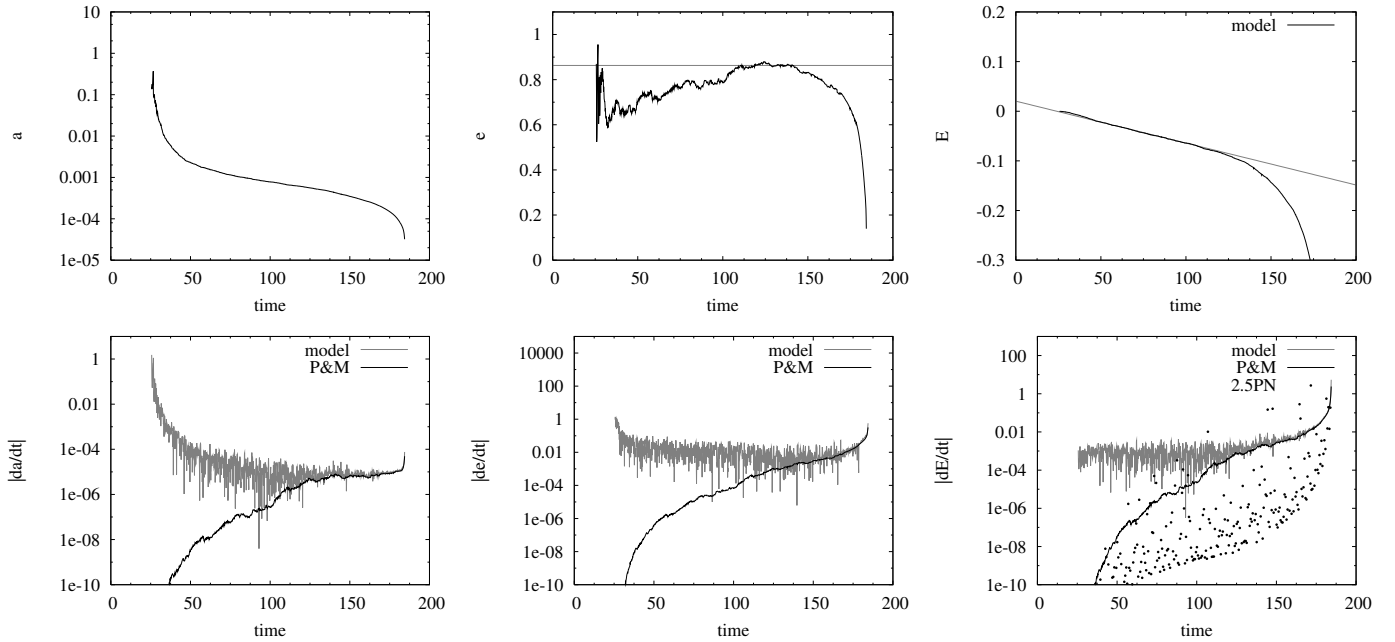 10
1
0.1
0.01
0.001
1e-04
1e-05
0 50 100 150 200
a
time
1
0.8
0.6
0.4
0.2
0
0 50 100 150 200
e
time
0.2
0.1
0
-0.1
-0.2
-0.3
0 50 100 150 200
E
time
model
1
0.01
1e-04
1e-06
1e-08
1e-10
0 50 100 150 200
|da/dt|
time
model
P&M
10000
100
1
0.01
1e-04
1e-06
1e-08
1e-10
0 50 100 150 200
|de/dt|
time
model
P&M
100
1
0.01
1e-04
1e-06
1e-08
1e-10
0 50 100 150 200
|dE/dt|
time
model
P&M
2.5PN